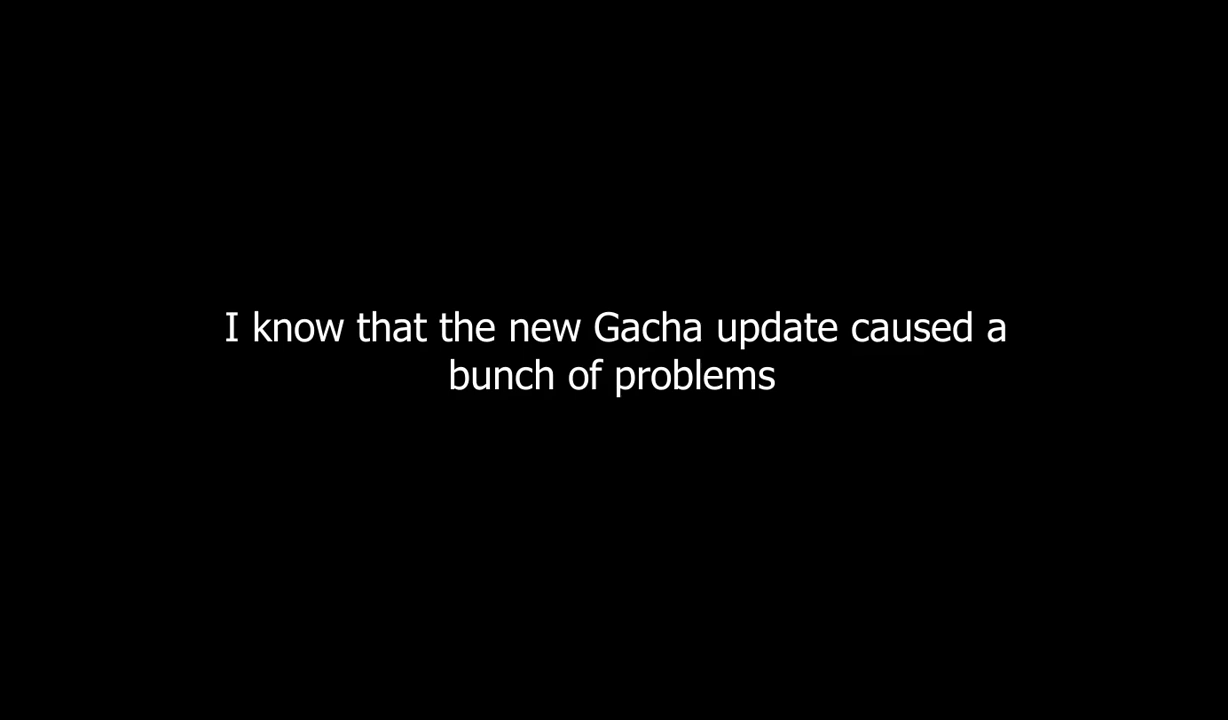 I know that the new Gacha update caused a
bunch of problems